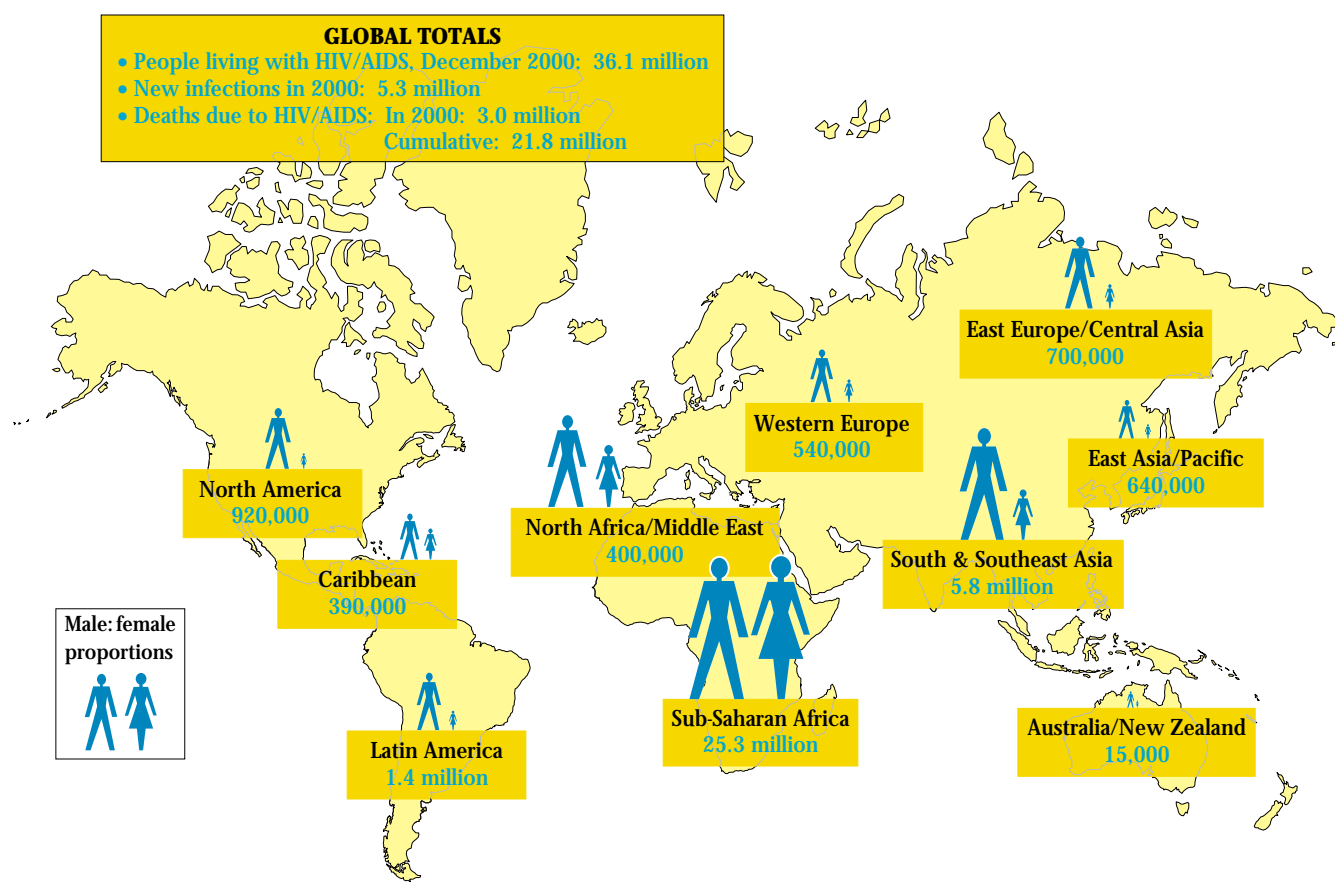 GLOBAL TOTALS
• People living with HIV/AIDS, December 2000: 36.1 million
• New infections in 2000: 5.3 million
• Deaths due to HIV/AIDS: In 2000: 3.0 million
Cumulative: 21.8 million
East Europe/Central Asia
700,000
Western Europe
540,000
East Asia/Pacific
640,000
North America
920,000
North Africa/Middle East
400,000
South & Southeast Asia
5.8 million
Caribbean
390,000
Male: female
proportions
Sub-Saharan Africa
25.3 million
Australia/New Zealand
15,000
Latin America
1.4 million